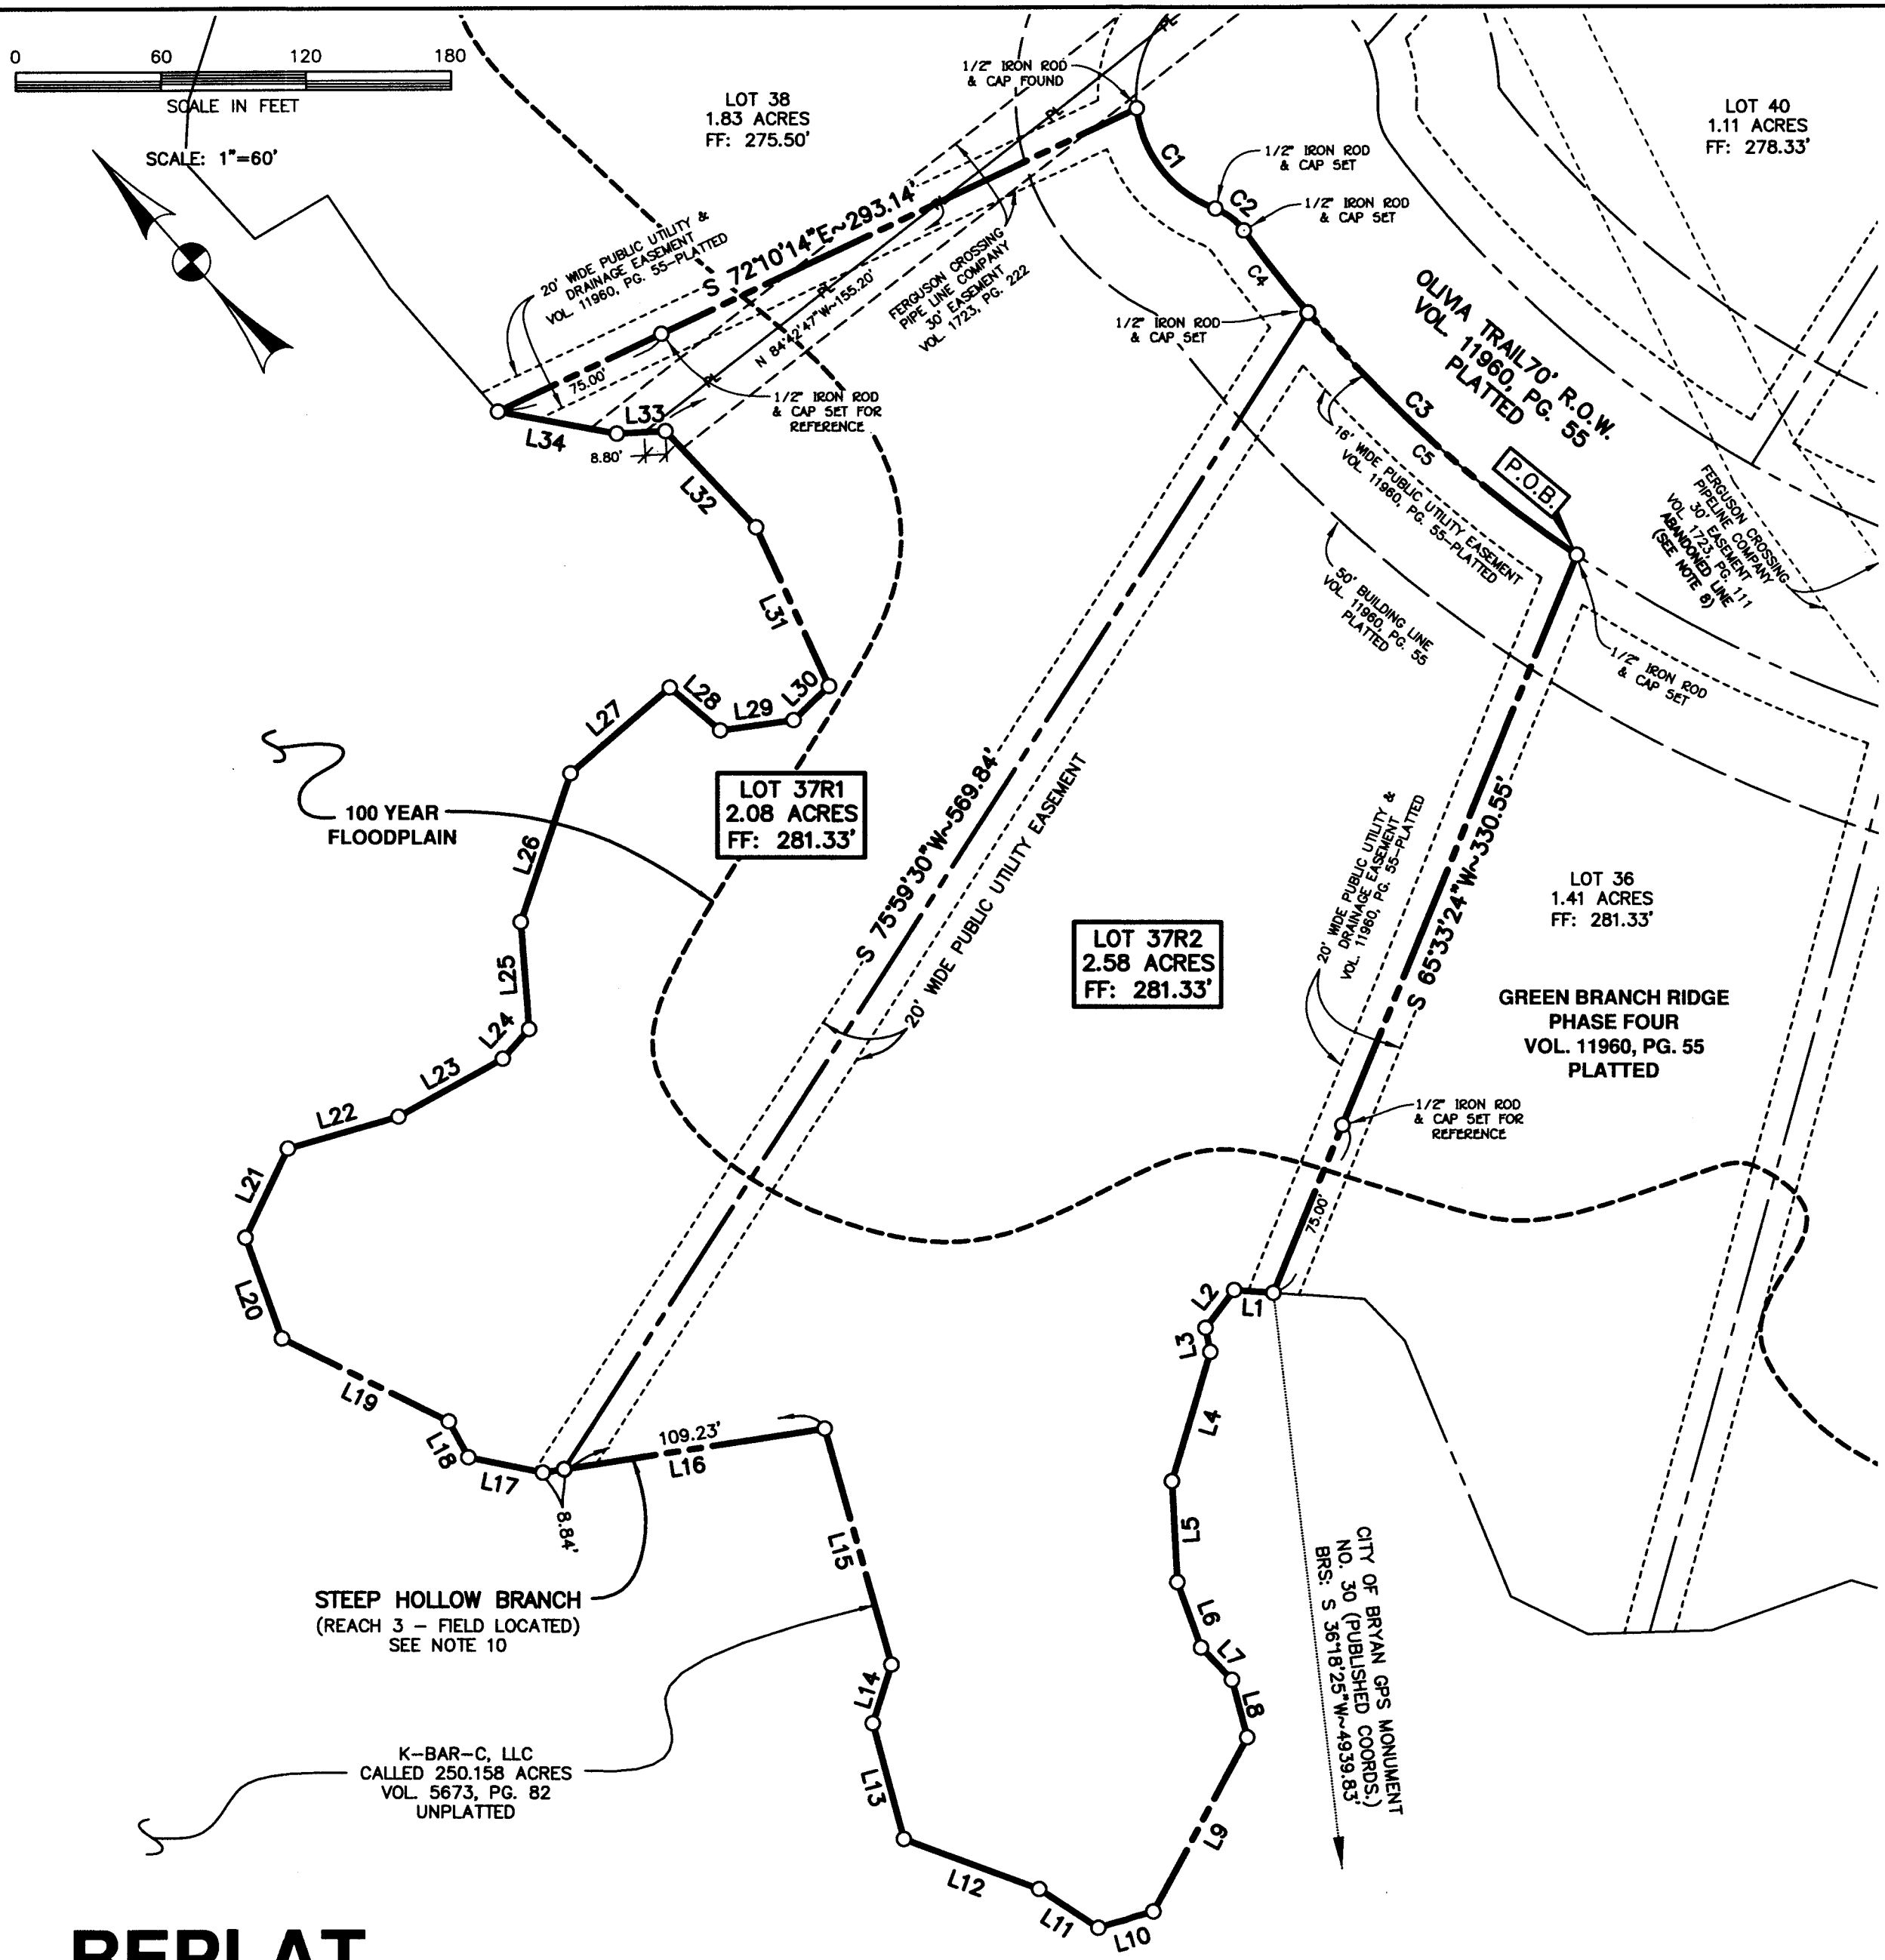 0 60 120 180
SCALE IN FEET
SCALE: 1"=60'
LOT 38
1.83 ACRES
FF: 275.50'
1/2" IRON ROD
& CAP FOUND
PL
PL
PL
PL
LOT 40
1.11 ACRES
FF: 278.33'
C1
1/2" IRON ROD
& CAP SET
C2
1/2" IRON ROD
& CAP SET
C4
20' WIDE PUBLIC UTILITY &
DRAINAGE EASEMENT
VOL. 11960, PG. 55-PLATTED
S 72°10'14"E~293.14'
N 84°42'47"W~155.20'
FERGUSON CROSSING
PIPE LINE COMPANY
30' EASEMENT
VOL. 1723, PG. 222
1/2" IRON ROD
& CAP SET
OLIVIA TRAIL 70' R.O.W.
VOL. 11960, PG. 55
PLATTED
75.00'
1/2" IRON ROD
& CAP SET FOR
REFERENCE
L34
L33
8.80'
L32
C3
C5
P.O.B.
16' WIDE PUBLIC UTILITY EASEMENT
VOL. 11960, PG. 55-PLATTED
50' BUILDING LINE
VOL. 11960, PG. 55
PLATTED
FERGUSON CROSSING
PIPELINE COMPANY
30' EASEMENT
VOL. 1723, PG. 111
ABANDONED LINE
(SEE NOTE 8)
1/2" IRON ROD
& CAP SET
L31
L30
L29
L28
L27
L26
L25
L24
L23
L22
L21
L20
L19
L18
L17
100 YEAR
FLOODPLAIN
LOT 37R1
2.08 ACRES
FF: 281.33'
S 75°59'30"W~569.84'
20' WIDE PUBLIC UTILITY EASEMENT
LOT 37R2
2.58 ACRES
FF: 281.33'
20' WIDE PUBLIC UTILITY &
DRAINAGE EASEMENT
VOL. 11960, PG. 55-PLATTED
S 65°33'24"W~330.55'
LOT 36
1.41 ACRES
FF: 281.33'
GREEN BRANCH RIDGE
PHASE FOUR
VOL. 11960, PG. 55
PLATTED
1/2" IRON ROD
& CAP SET FOR
REFERENCE
75.00'
L1
L2
L3
L4
L5
L6
L7
L8
L9
L10
L11
L12
L13
L14
L15
109.23'
L16
8.84'
STEEP HOLLOW BRANCH
(REACH 3 – FIELD LOCATED)
SEE NOTE 10
CITY OF BRYAN GPS MONUMENT
NO. 30 (PUBLISHED COORDS.)
BRS: S 36°18'25"W~4939.83'
K-BAR-C, LLC
CALLED 250.158 ACRES
VOL. 5673, PG. 82
UNPLATTED
REPLAT